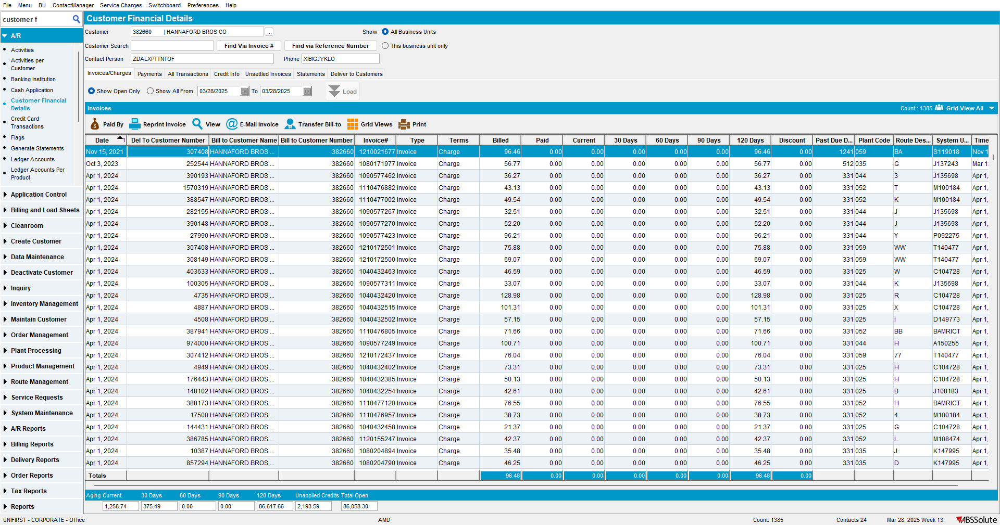 File Menu BU ContactManager Service Charges Switchboard Preferences Help
customer f
Customer Financial Details
A/R
Activities
Activities per
Customer
Banking Institution
Cash Application
Customer Financial
Details
Credit Card
Transactions
Flags
Generate Statements
Ledger Accounts
Ledger Accounts Per
Product
Application Control
Billing and Load Sheets
Cleanroom
Create Customer
Data Maintenance
Deactivate Customer
Inquiry
Inventory Management
Maintain Customer
Order Management
Plant Processing
Product Management
Route Management
Service Requests
System Maintenance
A/R Reports
Billing Reports
Delivery Reports
Order Reports
Tax Reports
Reports
Customer 382660 | HANNAFORD BROS CO ... Show All Business Units
Customer Search Find Via Invoice # Find via Reference Number This business unit only
Contact Person ZDALXPTTNTOF Phone XIBIGJYKLO
Invoices/Charges Payments All Transactions Credit Info Unsettled Invoices Statements Deliver to Customers
Show Open Only Show All From 03/28/2025 16 To 03/28/2025 16 Load
Invoices Count : 1385 Grid View All
Paid By Reprint Invoice View E-Mail Invoice Transfer Bill-to Grid Views Print
Date 1 Del To Customer Number Bill to Customer Name Bill to Customer Number Invoice# Type Terms Billed Paid Current 30 Days 60 Days 90 Days 120 Days Discount Past Due D... Plant Code Route Des... System U... Time
Nov 15, 2021 307408 HANNAFORD BROS ... 382660 1210021677 Invoice Charge 96.46 0.00 0.00 0.00 0.00 0.00 96.46 0.00 1241 059 BA S119018 Nov 1
Oct 3, 2023 252544 HANNAFORD BROS ... 382660 1080171977 Invoice Charge 56.77 0.00 0.00 0.00 0.00 0.00 56.77 0.00 512 035 G J137243 Mar 1
Apr 1, 2024 390193 HANNAFORD BROS ... 382660 1090577462 Invoice Charge 36.27 0.00 0.00 0.00 0.00 0.00 36.27 0.00 331 044 3 J135698 Apr 1,
Apr 1, 2024 1570319 HANNAFORD BROS ... 382660 1110476882 Invoice Charge 43.13 0.00 0.00 0.00 0.00 0.00 43.13 0.00 331 052 T M100184 Apr 1,
Apr 1, 2024 388547 HANNAFORD BROS ... 382660 1110477002 Invoice Charge 49.54 0.00 0.00 0.00 0.00 0.00 49.54 0.00 331 052 K M100184 Apr 1,
Apr 1, 2024 282155 HANNAFORD BROS ... 382660 1090577267 Invoice Charge 32.51 0.00 0.00 0.00 0.00 0.00 32.51 0.00 331 044 J J135698 Apr 1,
Apr 1, 2024 390148 HANNAFORD BROS ... 382660 1090577270 Invoice Charge 52.20 0.00 0.00 0.00 0.00 0.00 52.20 0.00 331 044 J J135698 Apr 1,
Apr 1, 2024 27990 HANNAFORD BROS ... 382660 1090577423 Invoice Charge 96.21 0.00 0.00 0.00 0.00 0.00 96.21 0.00 331 044 Y P092275 Apr 1,
Apr 1, 2024 307408 HANNAFORD BROS ... 382660 1210172501 Invoice Charge 75.88 0.00 0.00 0.00 0.00 0.00 75.88 0.00 331 059 WW T140477 Apr 1,
Apr 1, 2024 308149 HANNAFORD BROS ... 382660 1210172500 Invoice Charge 69.07 0.00 0.00 0.00 0.00 0.00 69.07 0.00 331 059 WW T140477 Apr 1,
Apr 1, 2024 403633 HANNAFORD BROS ... 382660 1040432463 Invoice Charge 46.59 0.00 0.00 0.00 0.00 0.00 46.59 0.00 331 025 W C104728 Apr 1,
Apr 1, 2024 100305 HANNAFORD BROS ... 382660 1090577311 Invoice Charge 33.07 0.00 0.00 0.00 0.00 0.00 33.07 0.00 331 044 K J135698 Apr 1,
Apr 1, 2024 4735 HANNAFORD BROS ... 382660 1040432420 Invoice Charge 128.98 0.00 0.00 0.00 0.00 0.00 128.98 0.00 331 025 R C104728 Apr 1,
Apr 1, 2024 4887 HANNAFORD BROS ... 382660 1040432515 Invoice Charge 101.31 0.00 0.00 0.00 0.00 0.00 101.31 0.00 331 025 X C104728 Apr 1,
Apr 1, 2024 4508 HANNAFORD BROS ... 382660 1040432502 Invoice Charge 57.15 0.00 0.00 0.00 0.00 0.00 57.15 0.00 331 025 I D149773 Apr 1,
Apr 1, 2024 387941 HANNAFORD BROS ... 382660 1110476805 Invoice Charge 71.66 0.00 0.00 0.00 0.00 0.00 71.66 0.00 331 052 BB BAMRICT Apr 1,
Apr 1, 2024 974000 HANNAFORD BROS ... 382660 1090577249 Invoice Charge 100.71 0.00 0.00 0.00 0.00 0.00 100.71 0.00 331 044 H A150255 Apr 1,
Apr 1, 2024 307412 HANNAFORD BROS ... 382660 1210172437 Invoice Charge 76.04 0.00 0.00 0.00 0.00 0.00 76.04 0.00 331 059 77 T140477 Apr 1,
Apr 1, 2024 4949 HANNAFORD BROS ... 382660 1040432402 Invoice Charge 73.31 0.00 0.00 0.00 0.00 0.00 73.31 0.00 331 025 H C104728 Apr 1,
Apr 1, 2024 176443 HANNAFORD BROS ... 382660 1040432385 Invoice Charge 50.13 0.00 0.00 0.00 0.00 0.00 50.13 0.00 331 025 H C104728 Apr 1,
Apr 1, 2024 148102 HANNAFORD BROS ... 382660 1040432254 Invoice Charge 42.61 0.00 0.00 0.00 0.00 0.00 42.61 0.00 331 025 B J108183 Apr 1,
Apr 1, 2024 388173 HANNAFORD BROS ... 382660 1110477120 Invoice Charge 76.55 0.00 0.00 0.00 0.00 0.00 76.55 0.00 331 052 H BAMRICT Apr 1,
Apr 1, 2024 17500 HANNAFORD BROS ... 382660 1110476957 Invoice Charge 38.73 0.00 0.00 0.00 0.00 0.00 38.73 0.00 331 052 4 M100184 Apr 1,
Apr 1, 2024 144431 HANNAFORD BROS ... 382660 1040432458 Invoice Charge 21.37 0.00 0.00 0.00 0.00 0.00 21.37 0.00 331 025 G C104728 Apr 1,
Apr 1, 2024 386785 HANNAFORD BROS ... 382660 1120155247 Invoice Charge 42.37 0.00 0.00 0.00 0.00 0.00 42.37 0.00 331 052 L M108474 Apr 1,
Apr 1, 2024 10387 HANNAFORD BROS ... 382660 1080204894 Invoice Charge 35.48 0.00 0.00 0.00 0.00 0.00 35.48 0.00 331 035 J K147995 Apr 1,
Apr 1, 2024 857294 HANNAFORD BROS ... 382660 1080204790 Invoice Charge 46.25 0.00 0.00 0.00 0.00 0.00 46.25 0.00 331 035 D K147995 Apr 1,
Totals 96.46 0.00 0.00 0.00 0.00 0.00 96.46 0.00
Aging Current 30 Days 60 Days 90 Days 120 Days Unapplied Credits Total Open
1,258.74 375.49 0.00 0.00 86,617.66 2,193.59 86,058.30
UNIFIRST - CORPORATE - Office AMD Count: 1385 Contacts 24 Mar 28, 2025 Week 13 ABSSolute